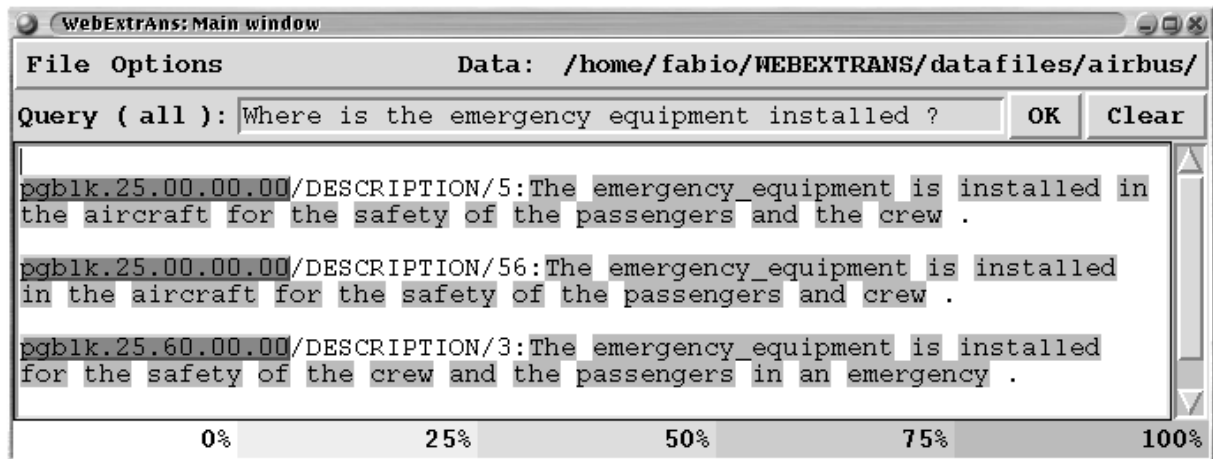 WebExtrAns: Main window
File Options Data: /home/fabio/WEBEXTRANS/datafiles/airbus/
Query ( all ): Where is the emergency equipment installed ? OK Clear
pgblk.25.00.00.00/DESCRIPTION/5:The emergency_equipment is installed in
the aircraft for the safety of the passengers and the crew .
pgblk.25.00.00.00/DESCRIPTION/56:The emergency_equipment is installed
in the aircraft for the safety of the passengers and crew .
pgblk.25.60.00.00/DESCRIPTION/3:The emergency_equipment is installed
for the safety of the crew and the passengers in an emergency .
0% 25% 50% 75% 100%